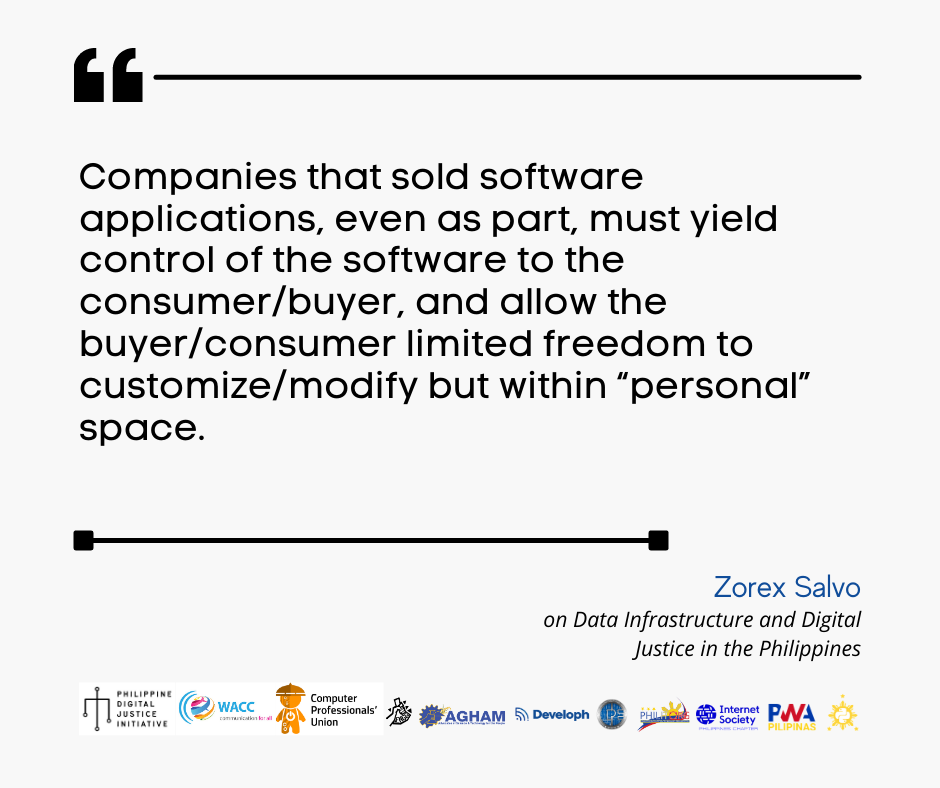 Companies that sold software
applications, even as part, must yield
control of the software to the
consumer/buyer, and allow the
buyer/consumer limited freedom to
customize/modify but within “personal”
space.
Zorex Salvo
on Data Infrastructure and Digital
Justice in the Philippines
PHILIPPINE
DIGITAL
JUSTICE
INITIATIVE
WACC
communication for all
Computer
Professionals’
Union
AGHAM
Developh
Internet
Society
PHILIPPINES CHAPTER
PWA
PILIPINAS